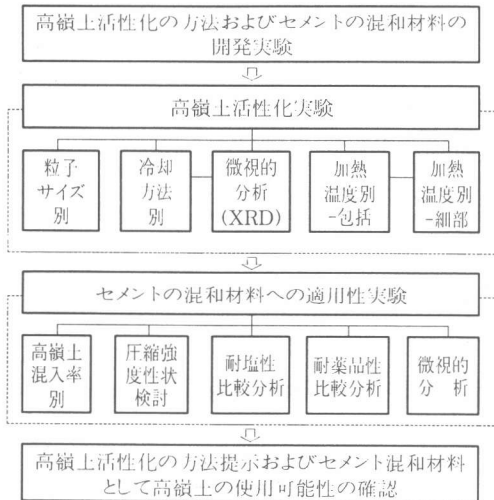 高嶺上活性化の方法およびセメントの混和材料の
開発実験
高嶺上活性化実験
粒子
サイズ
別
冷却
方法
別
微視的
分析
(XRD)
加熱
温度別
-包括
加熱
温度別
-細部
セメントの混和材料への適用性実験
高嶺上
混入率
別
圧縮強
度性状
検討
耐塩性
比較分析
耐薬品性
比較分析
微視的
分 析
高嶺上活性化の方法提示およびセメント混和材料
として高嶺上の使用可能性の確認